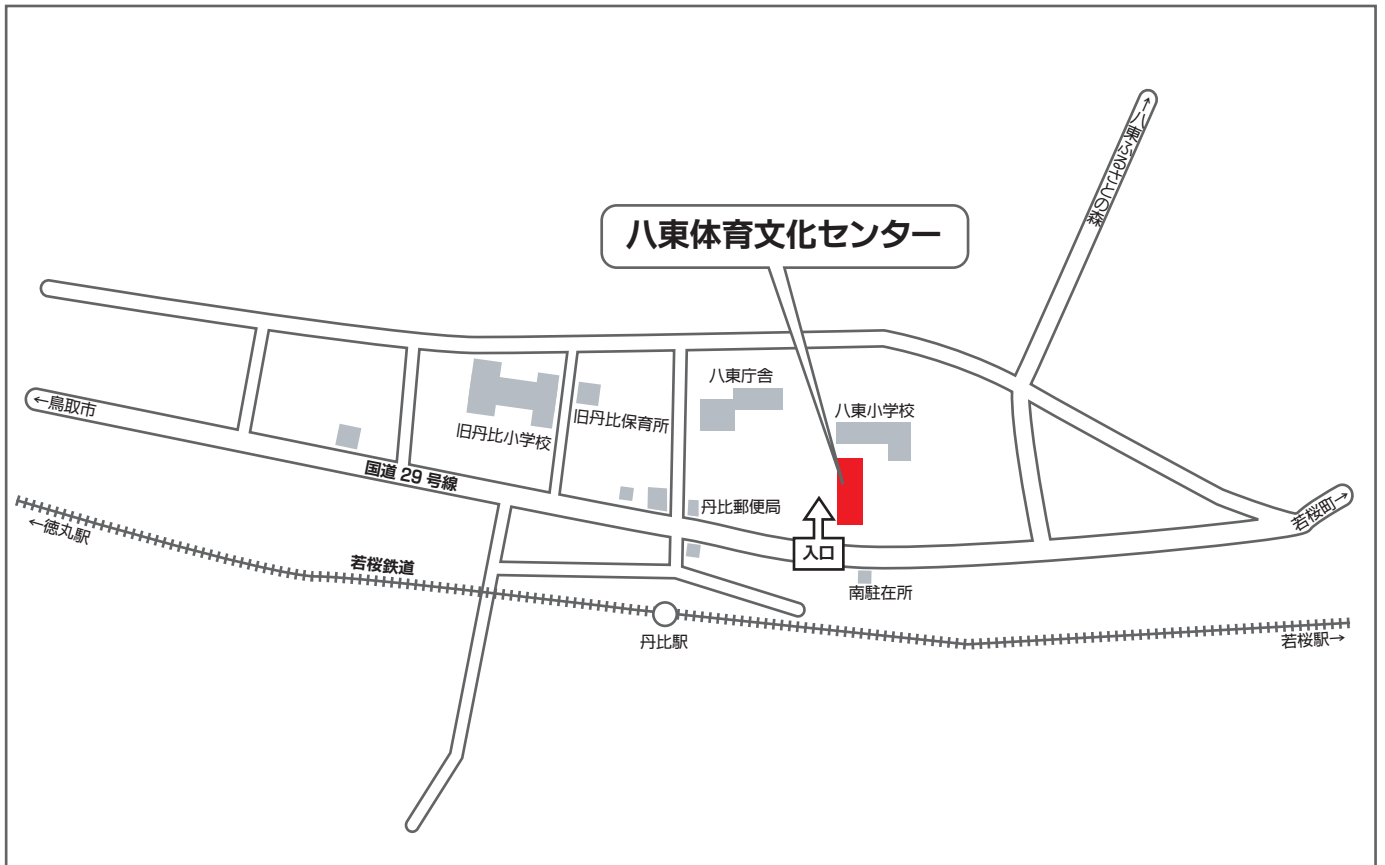 ↑八東ふるさとの森
八東体育文化センター
八東庁舎
←鳥取市
八東小学校
旧丹比保育所
旧丹比小学校
国道 29 号線
丹比郵便局
若桜町→
←徳丸駅
入口
若桜鉄道
南駐在所
丹比駅
若桜駅→